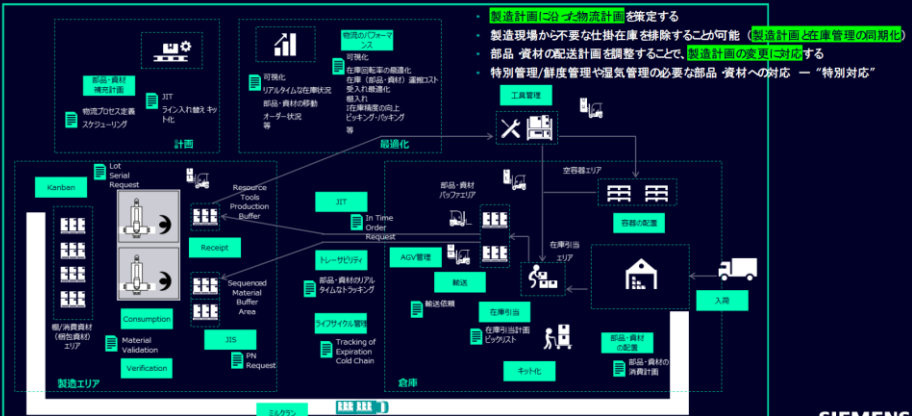 • 製造計画に沿った物流計画を策定する
• 製造現場から不要な仕掛在庫を排除することが可能（製造計画と在庫管理の同期化）
• 部品・資材の配送計画を調整することで、製造計画の変更に対応する
• 特別管理/鮮度管理や湿気管理の必要な部品・資材への対応 — “特別対応”
部品・資材
補充計画
物流プロセス定義
スケジューリング
JIT
ライン入れ替えキッ
ト化
計画
可視化
リアルタイムな在庫状況
部品・資材の移動
オーダー状況
等
物流のパフォーマ
ンス
可視化
在庫回転率の最適化
在庫（部品・資材）運搬コスト
受入れ最適化
棚入れ
在庫精度の向上
ピッキング・パッキング
等
最適化
工具管理
空容器エリア
容器の配置
Kanban
Lot
Serial
Request
Resource
Tools
Production
Buffer
Receipt
Sequenced
Material
Buffer
Area
棚/消費資材
（梱包資材）
エリア
Consumption
Material
Validation
Verification
JIS
PN
Request
製造エリア
JIT
In Time
Order
Request
トレーサビリティ
部品・資材のリアル
タイムなトラッキング
ライフサイクル管理
Tracking of
Expiration
Cold Chain
部品・資材
バッファエリア
AGV管理
輸送
輸送依頼
在庫引当
エリア
在庫引当
在庫引当計画
ピックリスト
キット化
入荷
部品・資材
の配置
部品・資材の
消費計画
倉庫
ミルクラン
SIEMENS